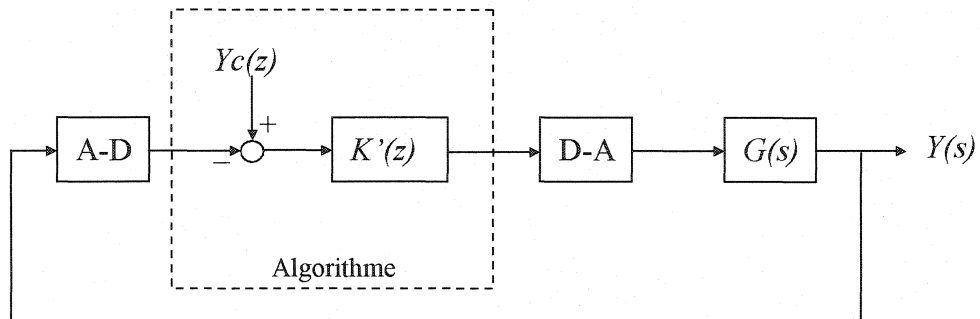 Yc(z)
+
A-D
−
K'(z)
D-A
G(s)
Y(s)
Algorithme